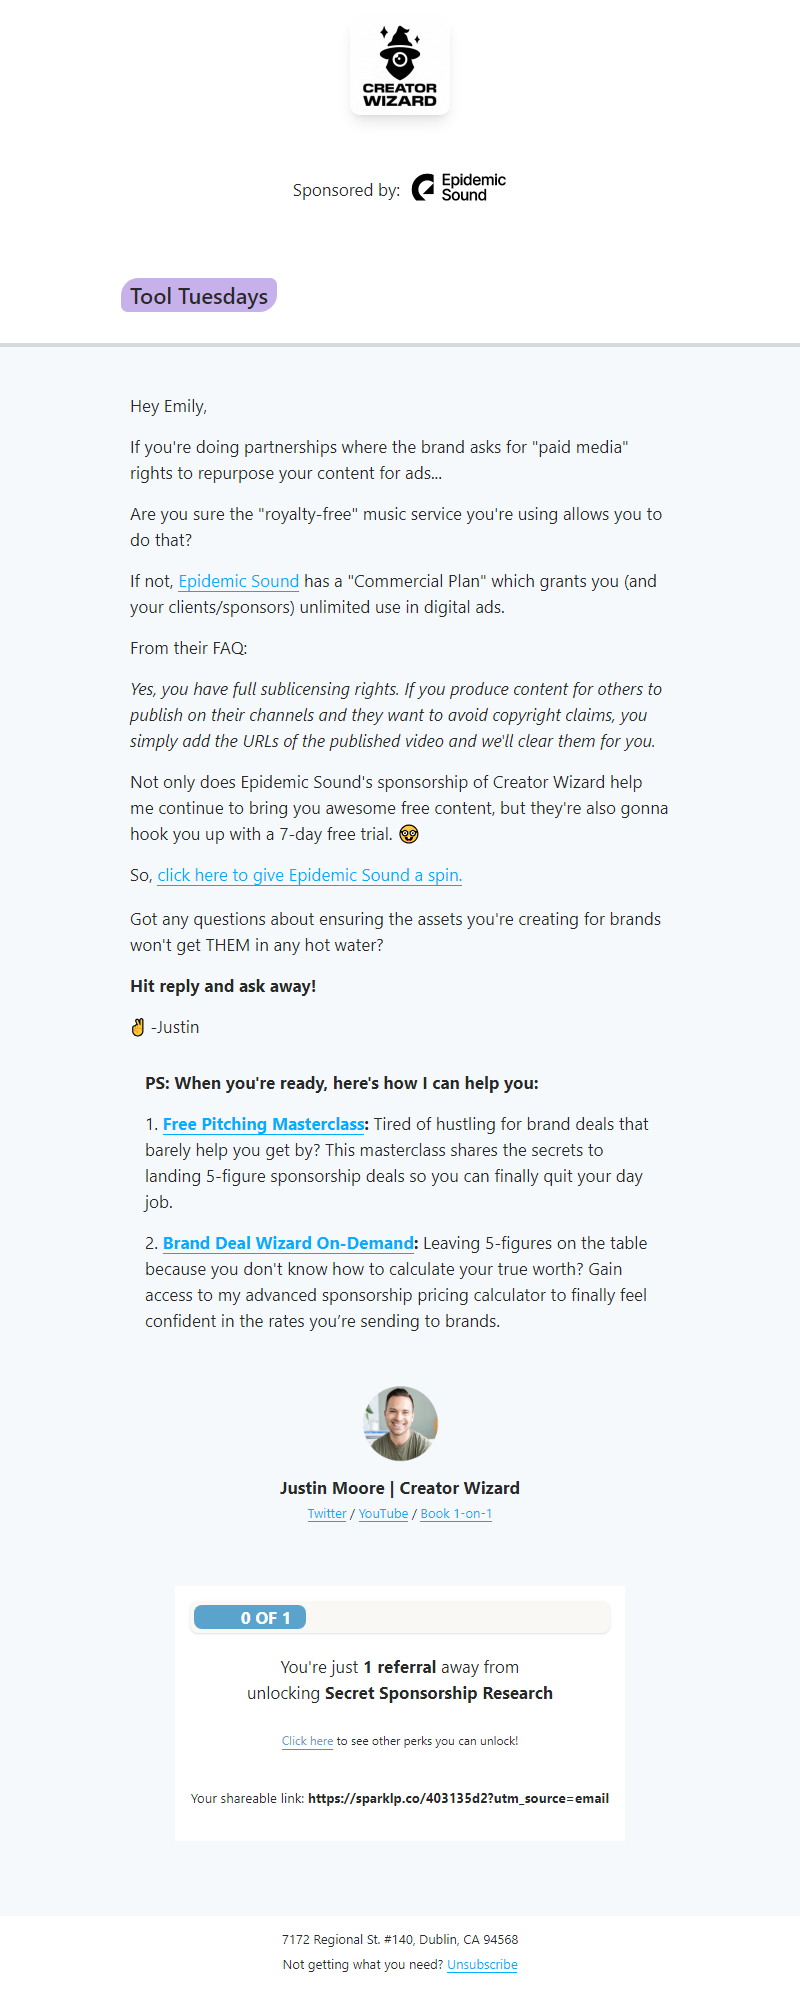 CREATOR
WIZARD
Sponsored by: Epidemic
Sound
Tool Tuesdays
Hey Emily,
If you're doing partnerships where the brand asks for "paid media"
rights to repurpose your content for ads...
Are you sure the "royalty-free" music service you're using allows you to
do that?
If not, Epidemic Sound has a "Commercial Plan" which grants you (and
your clients/sponsors) unlimited use in digital ads.
From their FAQ:
Yes, you have full sublicensing rights. If you produce content for others to
publish on their channels and they want to avoid copyright claims, you
simply add the URLs of the published video and we'll clear them for you.
Not only does Epidemic Sound's sponsorship of Creator Wizard help
me continue to bring you awesome free content, but they're also gonna
hook you up with a 7-day free trial. 🤓
So, click here to give Epidemic Sound a spin.
Got any questions about ensuring the assets you're creating for brands
won't get THEM in any hot water?
Hit reply and ask away!
✌️ -Justin
PS: When you're ready, here's how I can help you:
1. Free Pitching Masterclass: Tired of hustling for brand deals that
barely help you get by? This masterclass shares the secrets to
landing 5-figure sponsorship deals so you can finally quit your day
job.
2. Brand Deal Wizard On-Demand: Leaving 5-figures on the table
because you don't know how to calculate your true worth? Gain
access to my advanced sponsorship pricing calculator to finally feel
confident in the rates you’re sending to brands.
Justin Moore | Creator Wizard
Twitter / YouTube / Book 1-on-1
0 OF 1
You're just 1 referral away from
unlocking Secret Sponsorship Research
Click here to see other perks you can unlock!
Your shareable link: https://sparklp.co/403135d2?utm_source=email
7172 Regional St. #140, Dublin, CA 94568
Not getting what you need? Unsubscribe